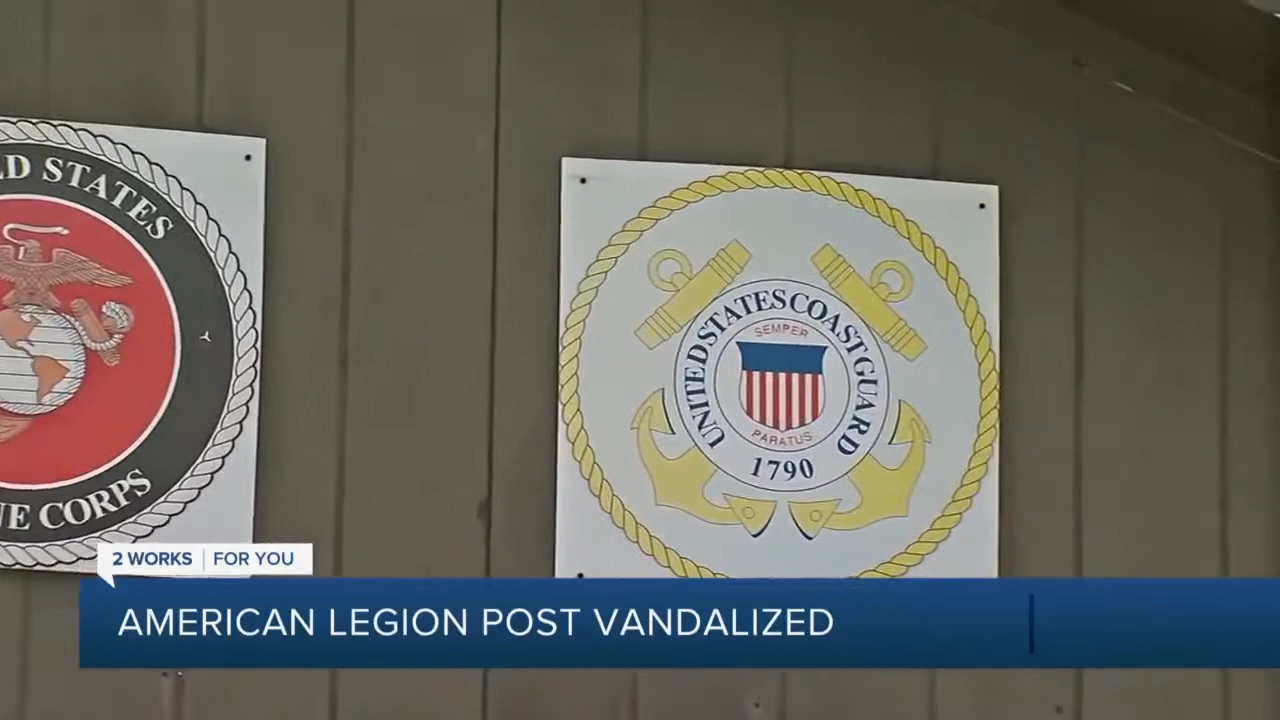 D STATES
E CORPS
UNITED STATES COAST GUARD
SEMPER
PARATUS
1790
2 WORKS FOR YOU
AMERICAN LEGION POST VANDALIZED